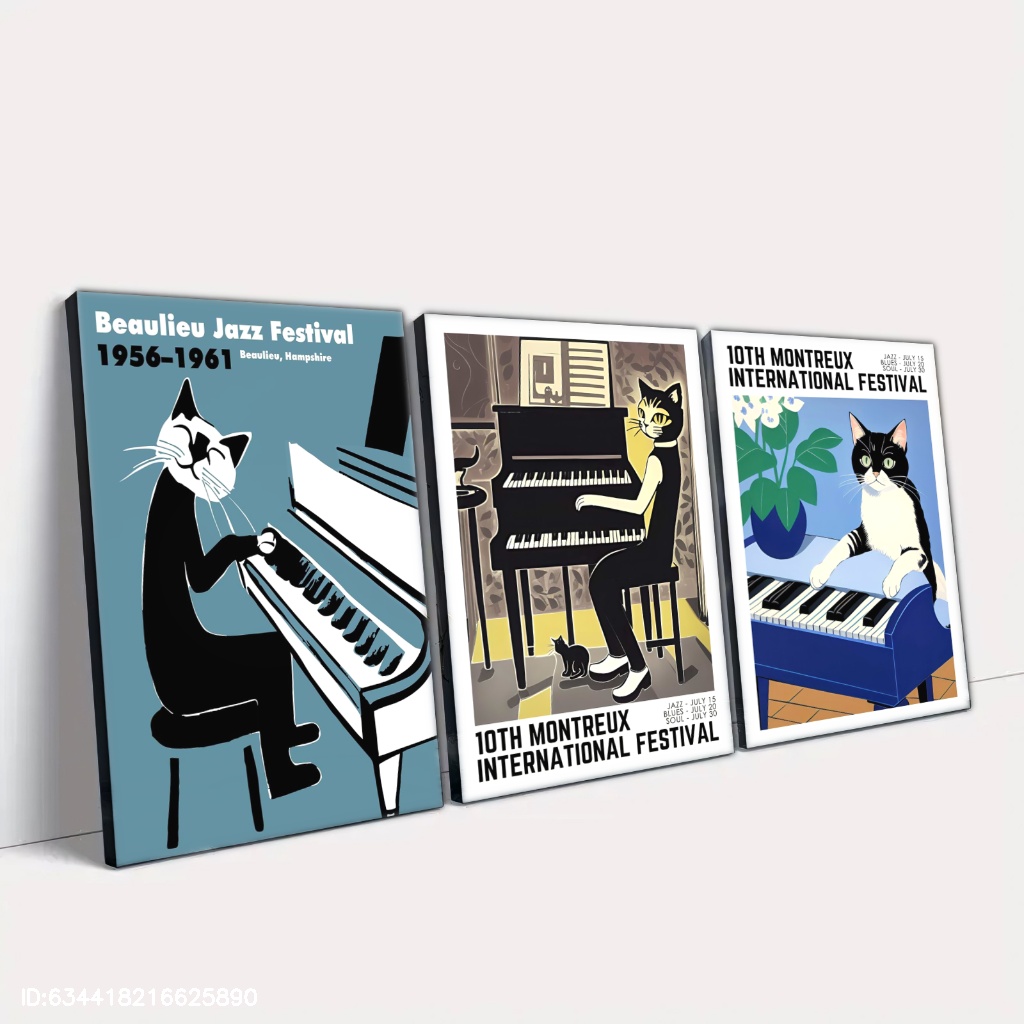 Beaulieu Jazz Festival
1956–1961 Beaulieu, Hampshire
10TH MONTREUX
INTERNATIONAL FESTIVAL
JAZZ - JULY 15
BLUES - JULY 20
SOUL - JULY 30
10TH MONTREUX
INTERNATIONAL FESTIVAL
JAZZ - JULY 15
BLUES - JULY 20
SOUL - JULY 30
ID:634418216625890